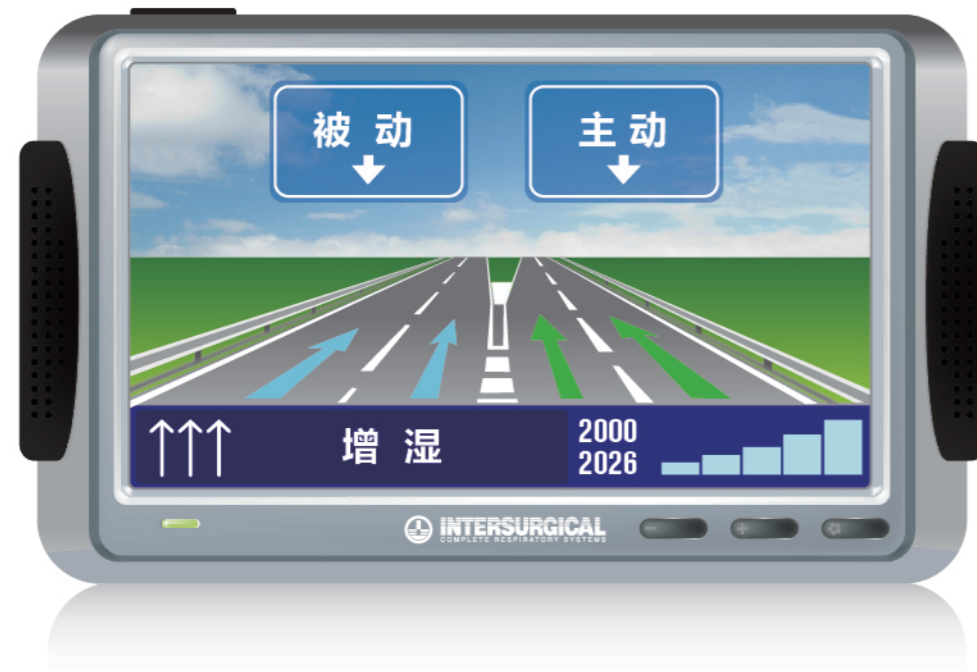 被 动
主 动
增 湿
2000
2026
INTERSURGICAL
COMPLETE RESPIRATORY SYSTEMS